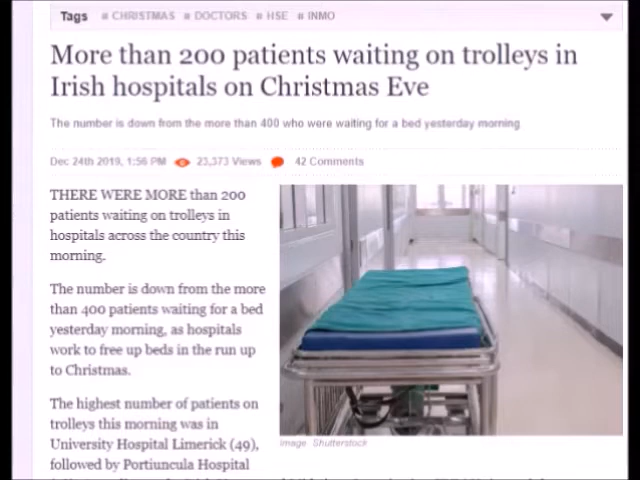 Tags # CHRISTMAS # DOCTORS # HSE # INMO
More than 200 patients waiting on trolleys in
Irish hospitals on Christmas Eve
The number is down from the more than 400 who were waiting for a bed yesterday morning
Dec 24th 2019, 1:56 PM 23,373 Views 42 Comments
THERE WERE MORE than 200
patients waiting on trolleys in
hospitals across the country this
morning.
The number is down from the more
than 400 patients waiting for a bed
yesterday morning, as hospitals
work to free up beds in the run up
to Christmas.
The highest number of patients on
trolleys this morning was in
University Hospital Limerick (49),
followed by Portiuncula Hospital
Image Shutterstock